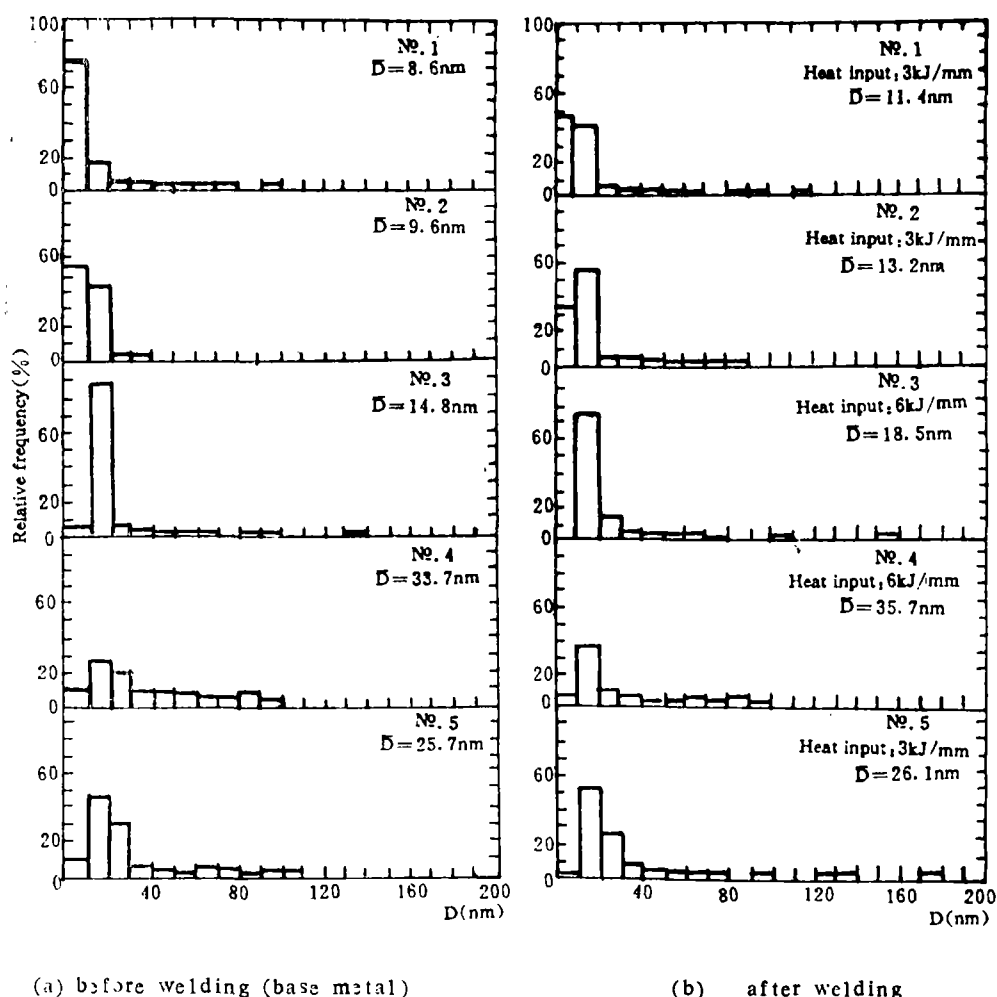 100
60
20
0
№.1
D̄=8.6nm
60
20
0
№.2
D̄=9.6nm
60
20
0
№.3
D̄=14.8nm
60
20
0
№.4
D̄=33.7nm
60
20
0
№.5
D̄=25.7nm
Relative frequency(%)
40 80 120 160 200
D(nm)
(a) before welding (base metal)
100
60
20
0
№.1
Heat input:3kJ/mm
D̄=11.4nm
60
20
0
№.2
Heat input:3kJ/mm
D̄=13.2nm
60
20
0
№.3
Heat input:6kJ/mm
D̄=18.5nm
60
20
0
№.4
Heat input:6kJ/mm
D̄=35.7nm
60
20
0
№.5
Heat input:3kJ/mm
D̄=26.1nm
40 80 120 160 200
D(nm)
(b) after welding